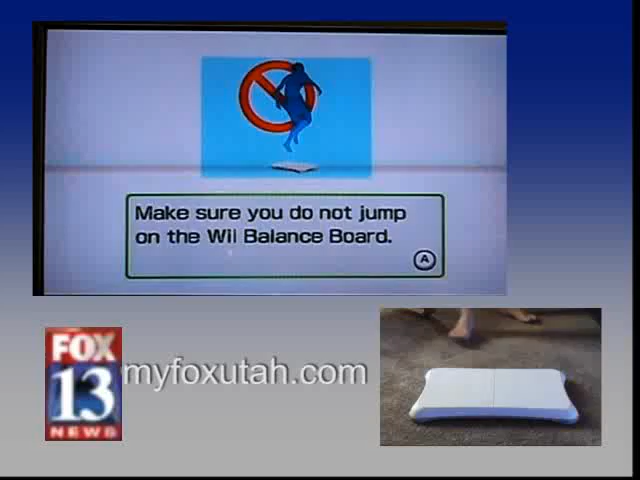 Make sure you do not jump
on the Wii Balance Board.
A
FOX
13
NEWS
myfoxutah.com